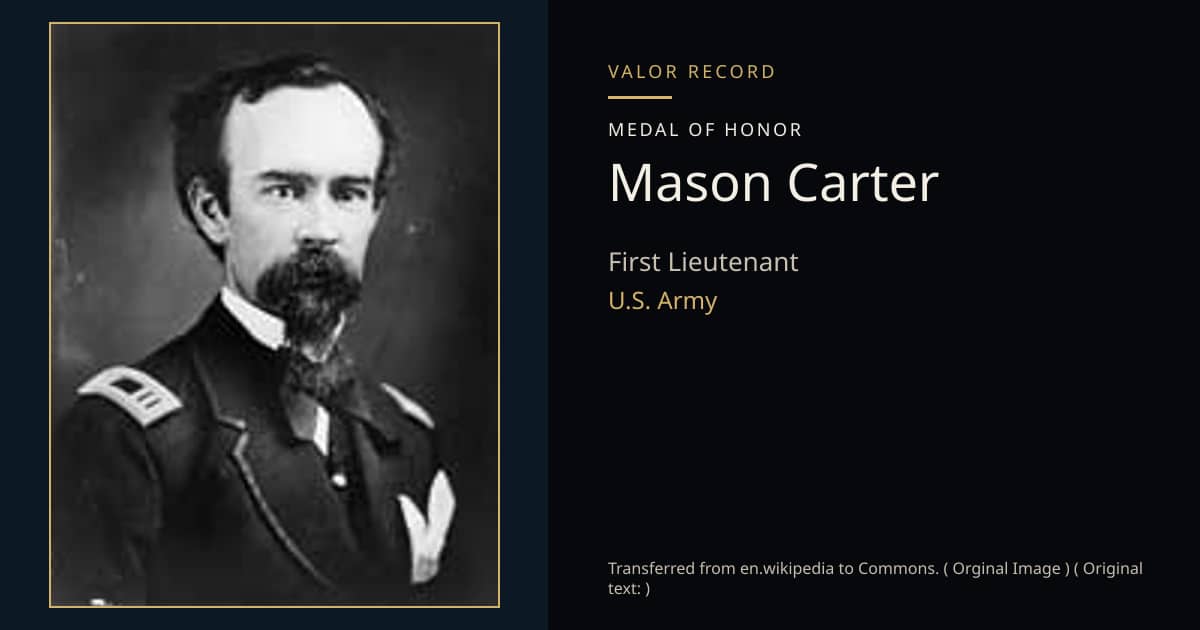 VALOR RECORD
MEDAL OF HONOR
Mason Carter
First Lieutenant
U.S. Army
Transferred from en.wikipedia to Commons. ( Orginal Image ) ( Original
text: )